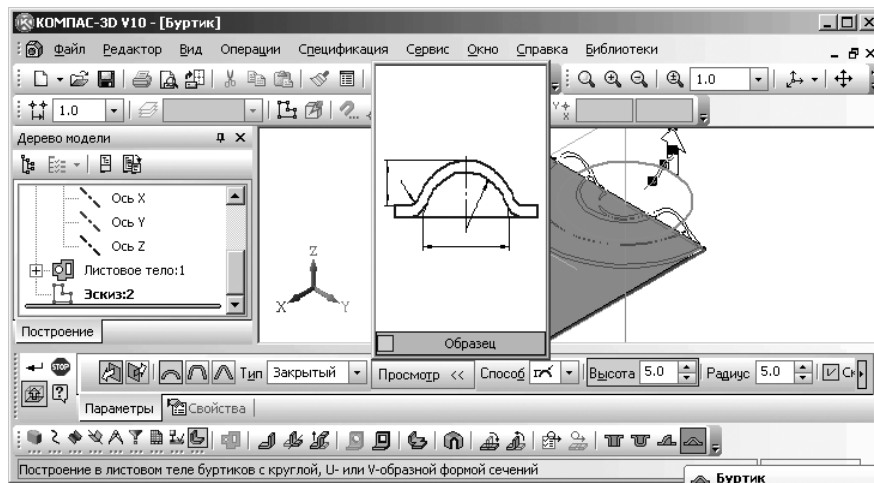 КОМПАС-3D V10 - [Буртик]
Файл Редактор Вид Операции Спецификация Сервис Окно Справка Библиотеки
1.0
1.0
Дерево модели
Ось X
Ось Y
Ось Z
Листовое тело:1
Эскиз:2
Построение
Z
X Y
Образец
STOP Тип Закрытый Просмотр << Способ Высота 5.0 Радиус 5.0
Параметры Свойства
Построение в листовом теле буртиков с круглой, U- или V-образной формой сечений
Буртик